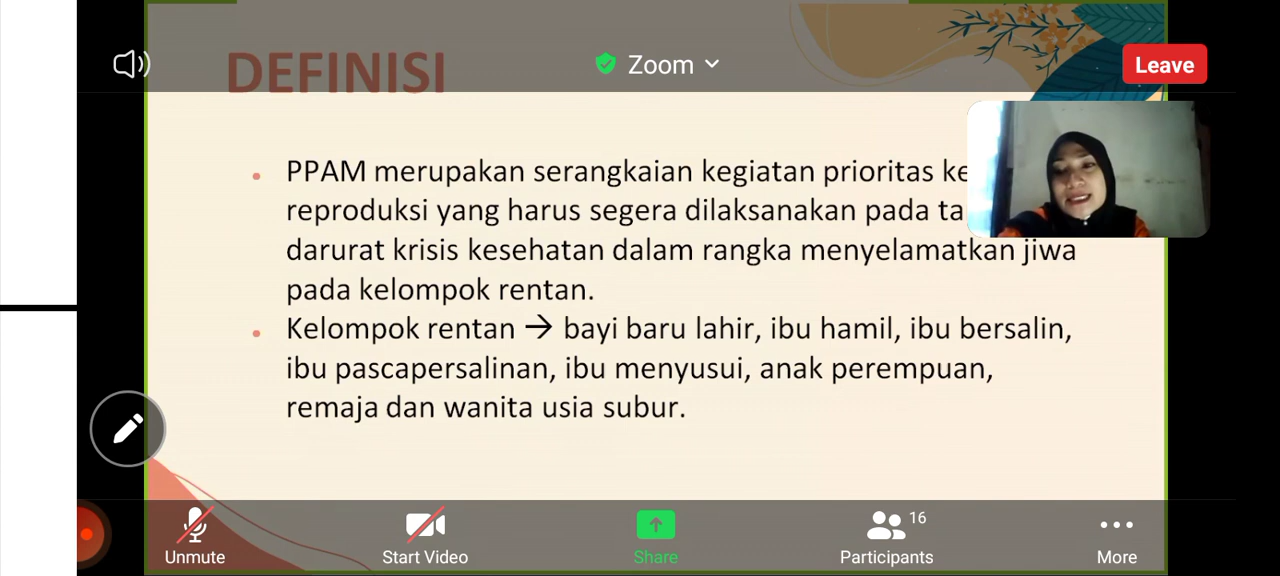 DEFINISI
Zoom
Leave
PPAM merupakan serangkaian kegiatan prioritas
reproduksi yang harus segera dilaksanakan pada
darurat krisis kesehatan dalam rangka menyelamatkan jiwa
pada kelompok rentan.
Kelompok rentan → bayi baru lahir, ibu hamil, ibu bersalin,
ibu pascapersalinan, ibu menyusui, anak perempuan,
remaja dan wanita usia subur.
Unmute
Start Video
Share
16
Participants
More